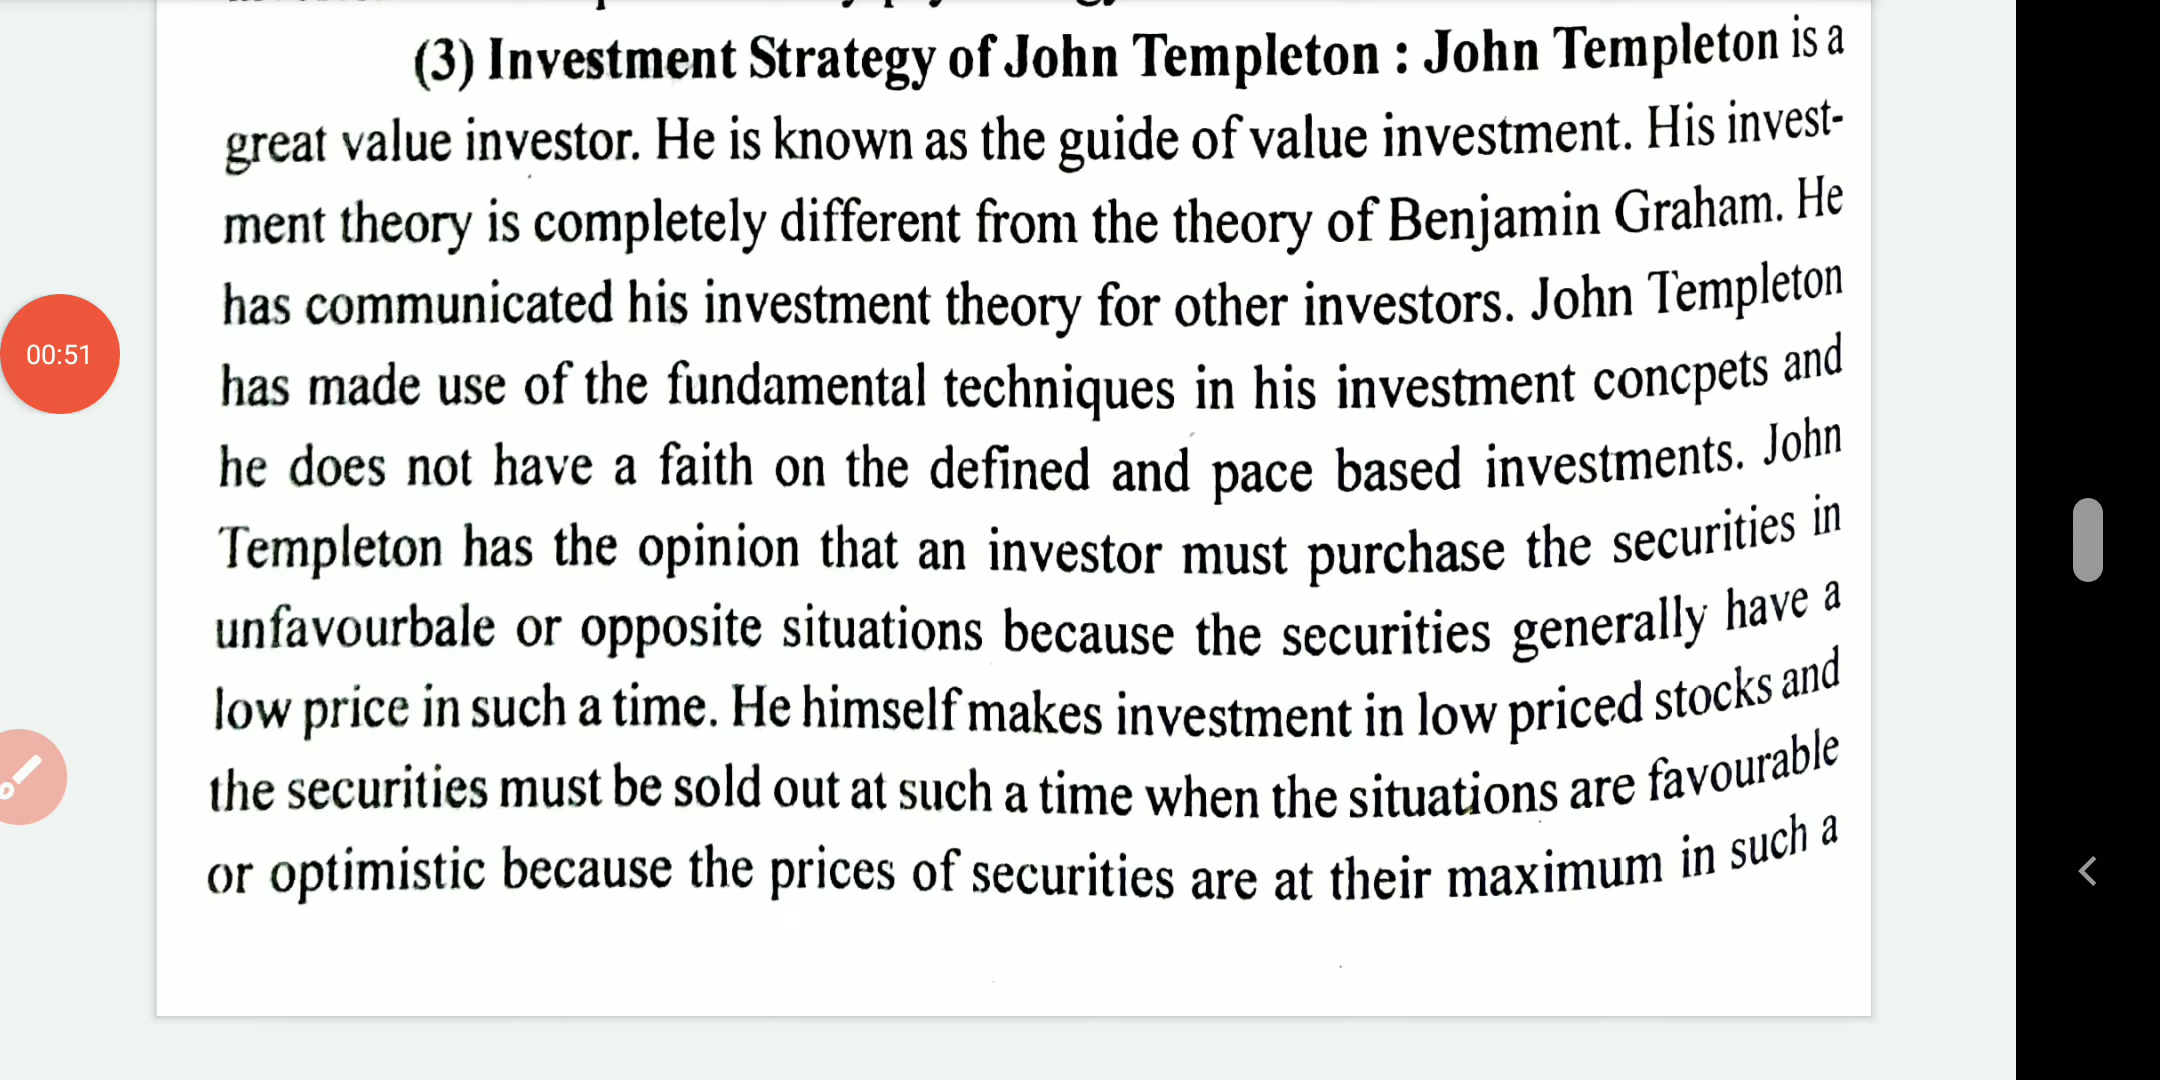 (3) Investment Strategy of John Templeton : John Templeton is a
great value investor. He is known as the guide of value investment. His invest-
ment theory is completely different from the theory of Benjamin Graham. He
has communicated his investment theory for other investors. John Templeton
has made use of the fundamental techniques in his investment concpets and
he does not have a faith on the defined and pace based investments. John
Templeton has the opinion that an investor must purchase the securities in
unfavourbale or opposite situations because the securities generally have a
low price in such a time. He himself makes investment in low priced stocks and
the securities must be sold out at such a time when the situations are favourable
or optimistic because the prices of securities are at their maximum in such a
00:51